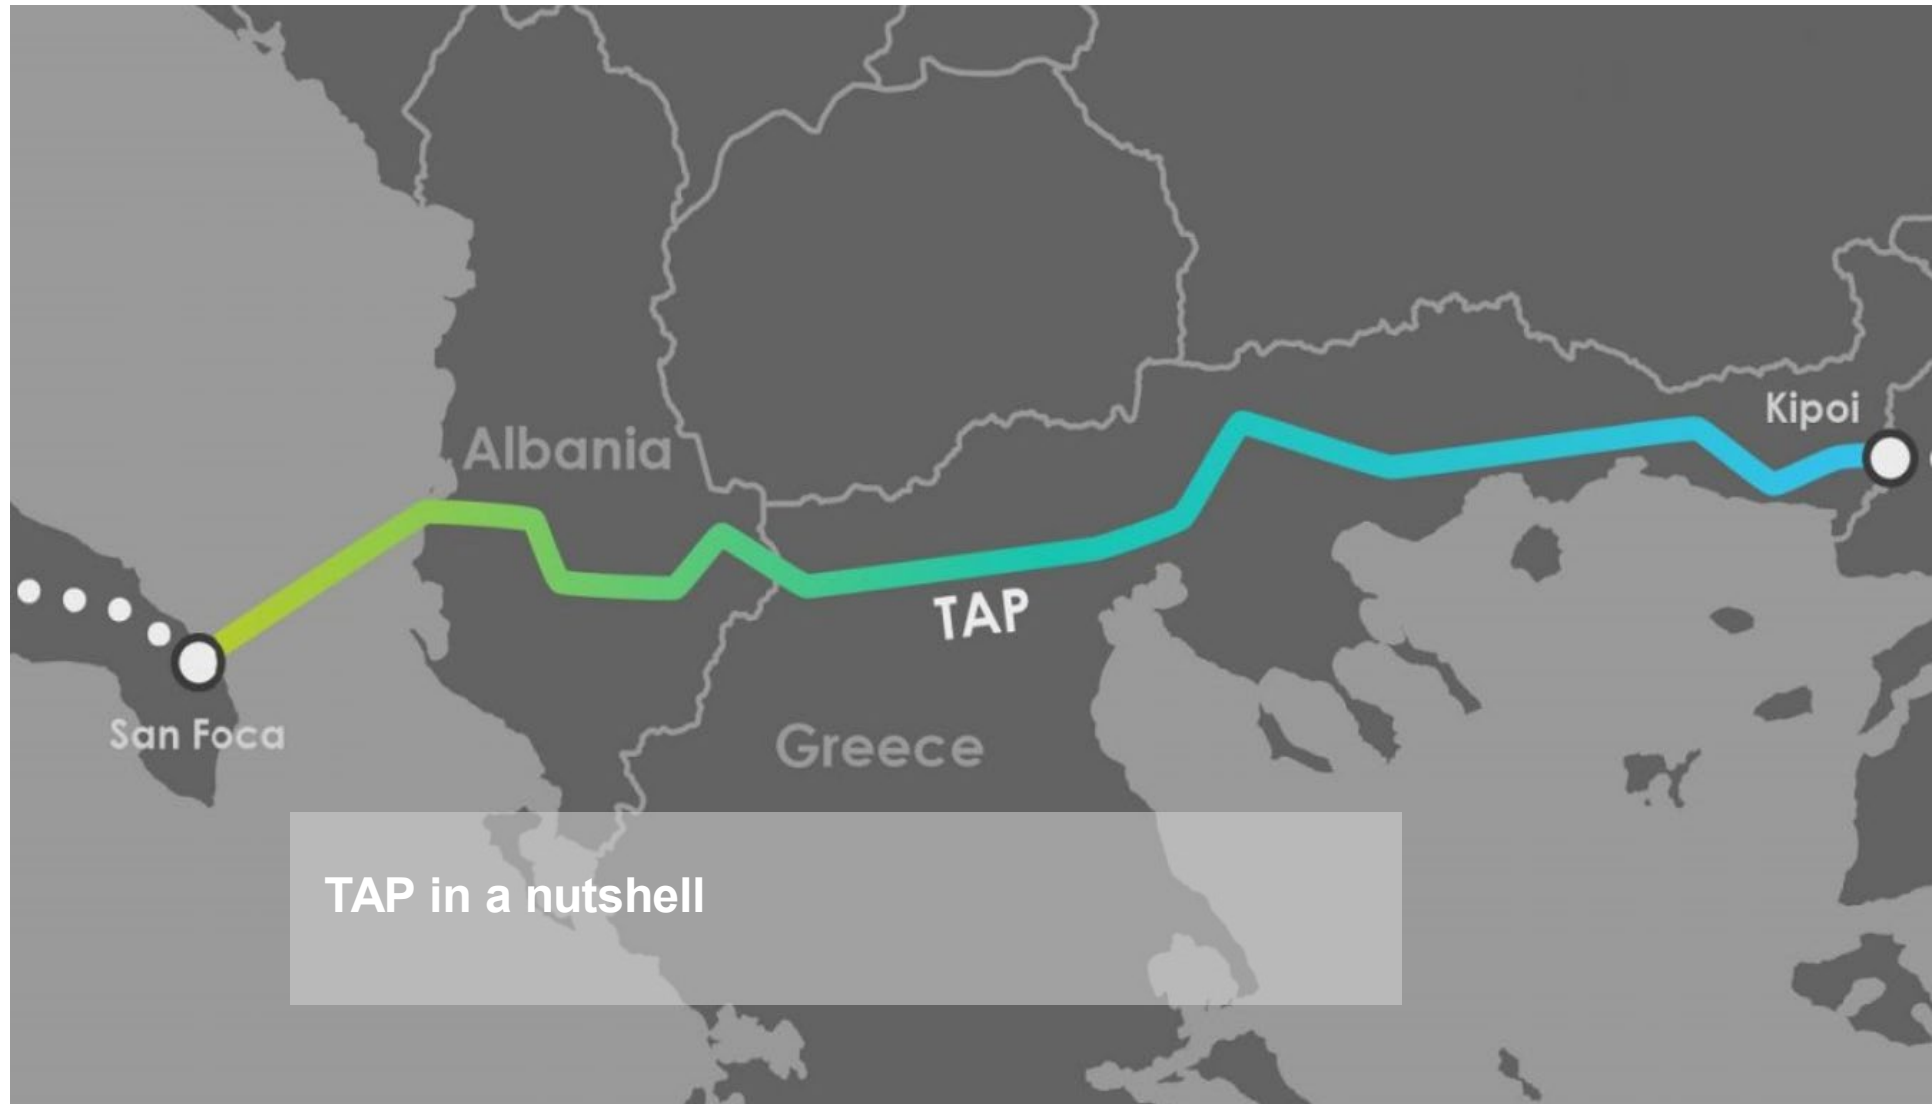 Kipoi
Albania
TAP
San Foca
Greece
TAP in a nutshell